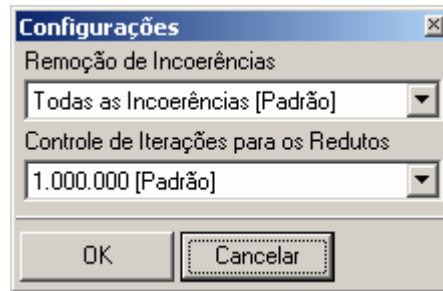 Configurações
Remoção de Incoerências
Todas as Incoerências [Padrão]
Controle de Iterações para os Redutos
1.000.000 [Padrão]
OK Cancelar